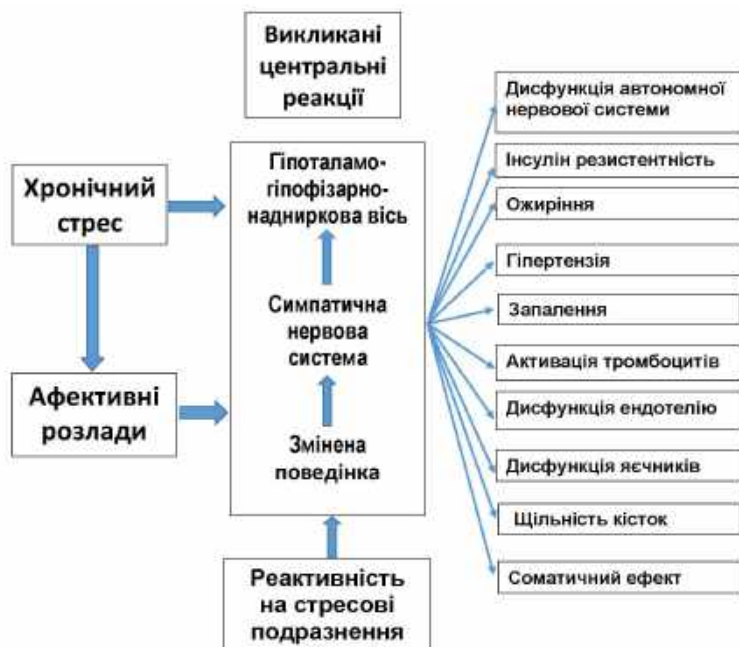 Викликані
центральні
реакції
Хронічний
стрес
Афективні
розлади
Гіпоталамо-
гіпофізарно-
надниркова вісь
Симпатична
нервова
система
Змінена
поведінка
Реактивність
на стресові
подразнення
Дисфункція автономної
нервової системи
Інсулін резистентність
Ожиріння
Гіпертензія
Запалення
Активація тромбоцитів
Дисфункція ендотелію
Дисфункція яєчників
Щільність кісток
Соматичний ефект